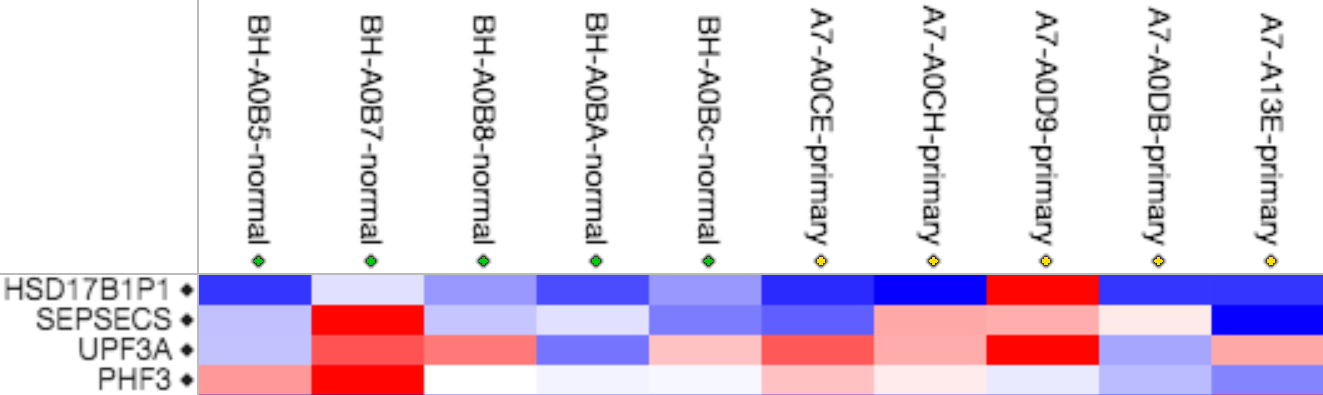 BH-A0B5-normal
BH-A0B7-normal
BH-A0B8-normal
BH-A0BA-normal
BH-A0Bc-normal
A7-A0CE-primary
A7-A0CH-primary
A7-A0D9-primary
A7-A0DB-primary
A7-A13E-primary
HSD17B1P1
SEPSECS
UPF3A
PHF3